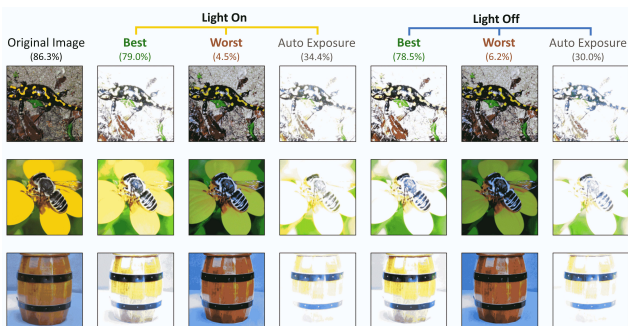 Light On
Light Off
Original Image
Best
Worst
Auto Exposure
Best
Worst
Auto Exposure
(86.3%)
(79.0%)
(4.5%)
(34.4%)
(78.5%)
(6.2%)
(30.0%)